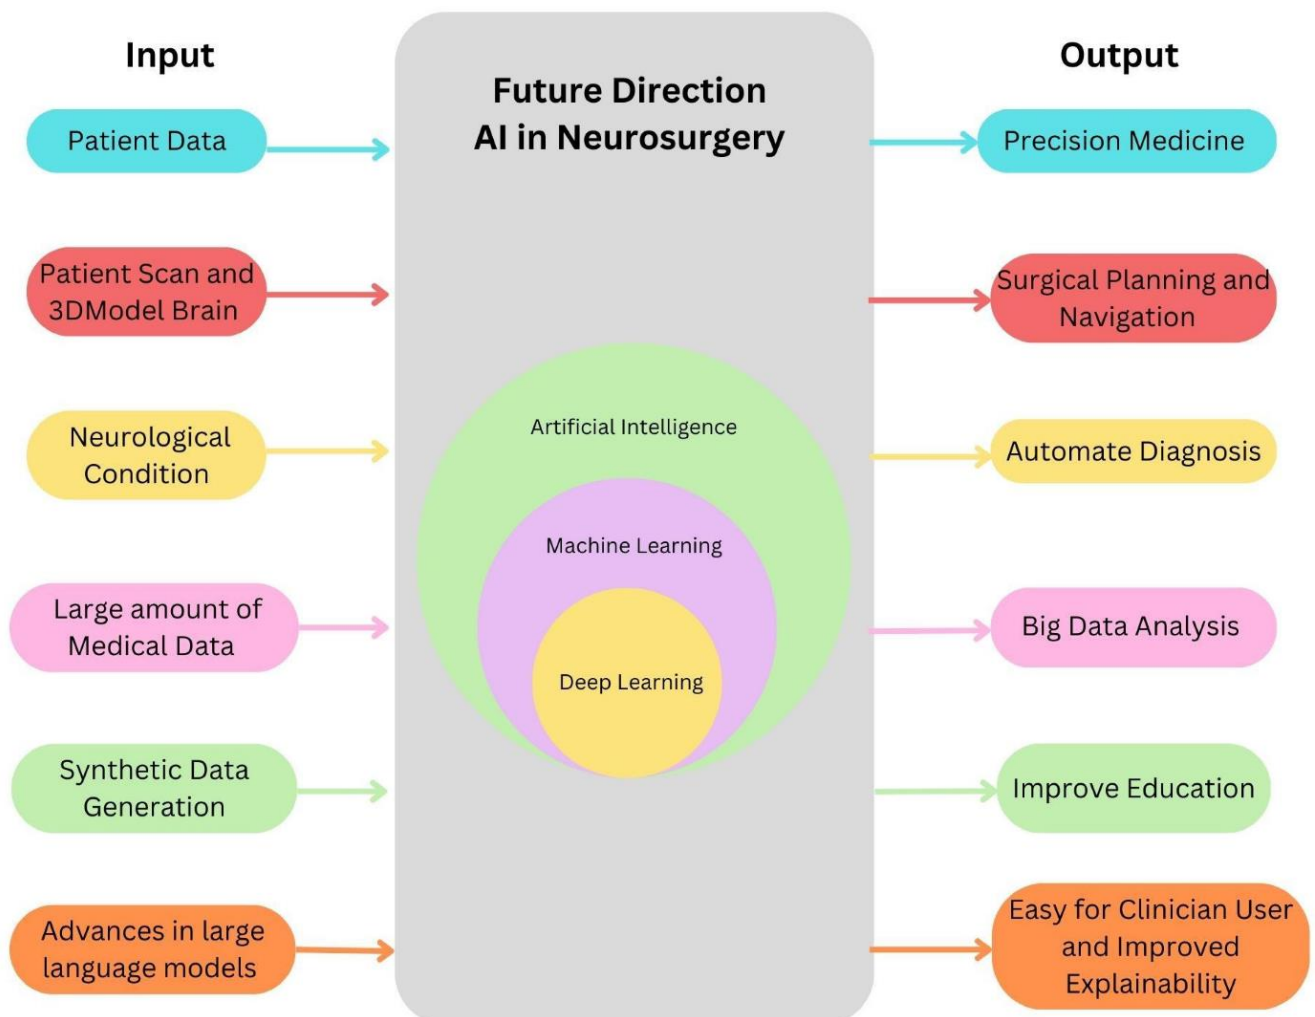 Input
Future Direction
AI in Neurosurgery
Output
Patient Data
Precision Medicine
Patient Scan and
3DModel Brain
Surgical Planning and
Navigation
Neurological
Condition
Artificial Intelligence
Automate Diagnosis
Machine Learning
Large amount of
Medical Data
Big Data Analysis
Deep Learning
Synthetic Data
Generation
Improve Education
Advances in large
language models
Easy for Clinician User
and Improved
Explainability